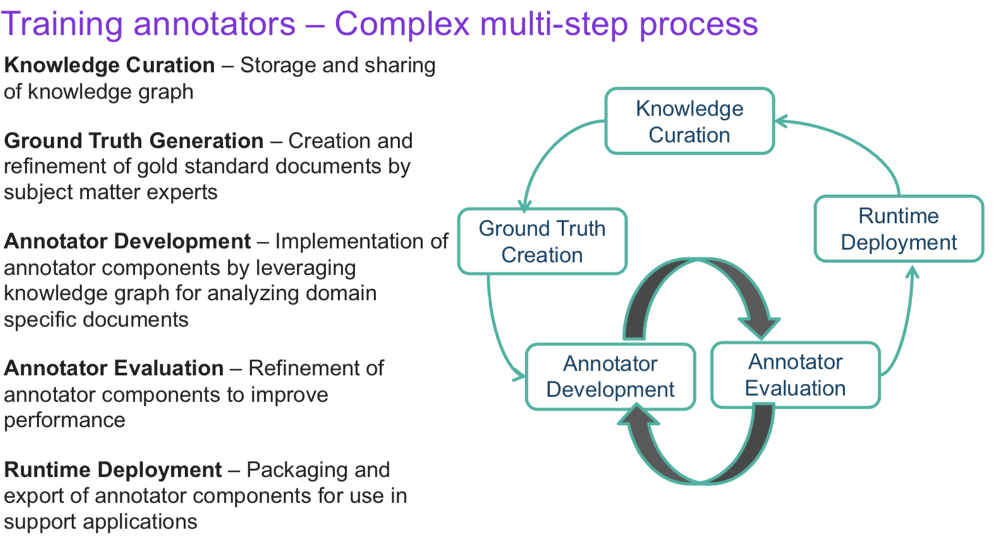 Training annotators – Complex multi-step process
Knowledge Curation – Storage and sharing
of knowledge graph
Ground Truth Generation – Creation and
refinement of gold standard documents by
subject matter experts
Annotator Development – Implementation of
annotator components by leveraging
knowledge graph for analyzing domain
specific documents
Annotator Evaluation – Refinement of
annotator components to improve
performance
Runtime Deployment – Packaging and
export of annotator components for use in
support applications
Knowledge
Curation
Ground Truth
Creation
Runtime
Deployment
Annotator
Development
Annotator
Evaluation